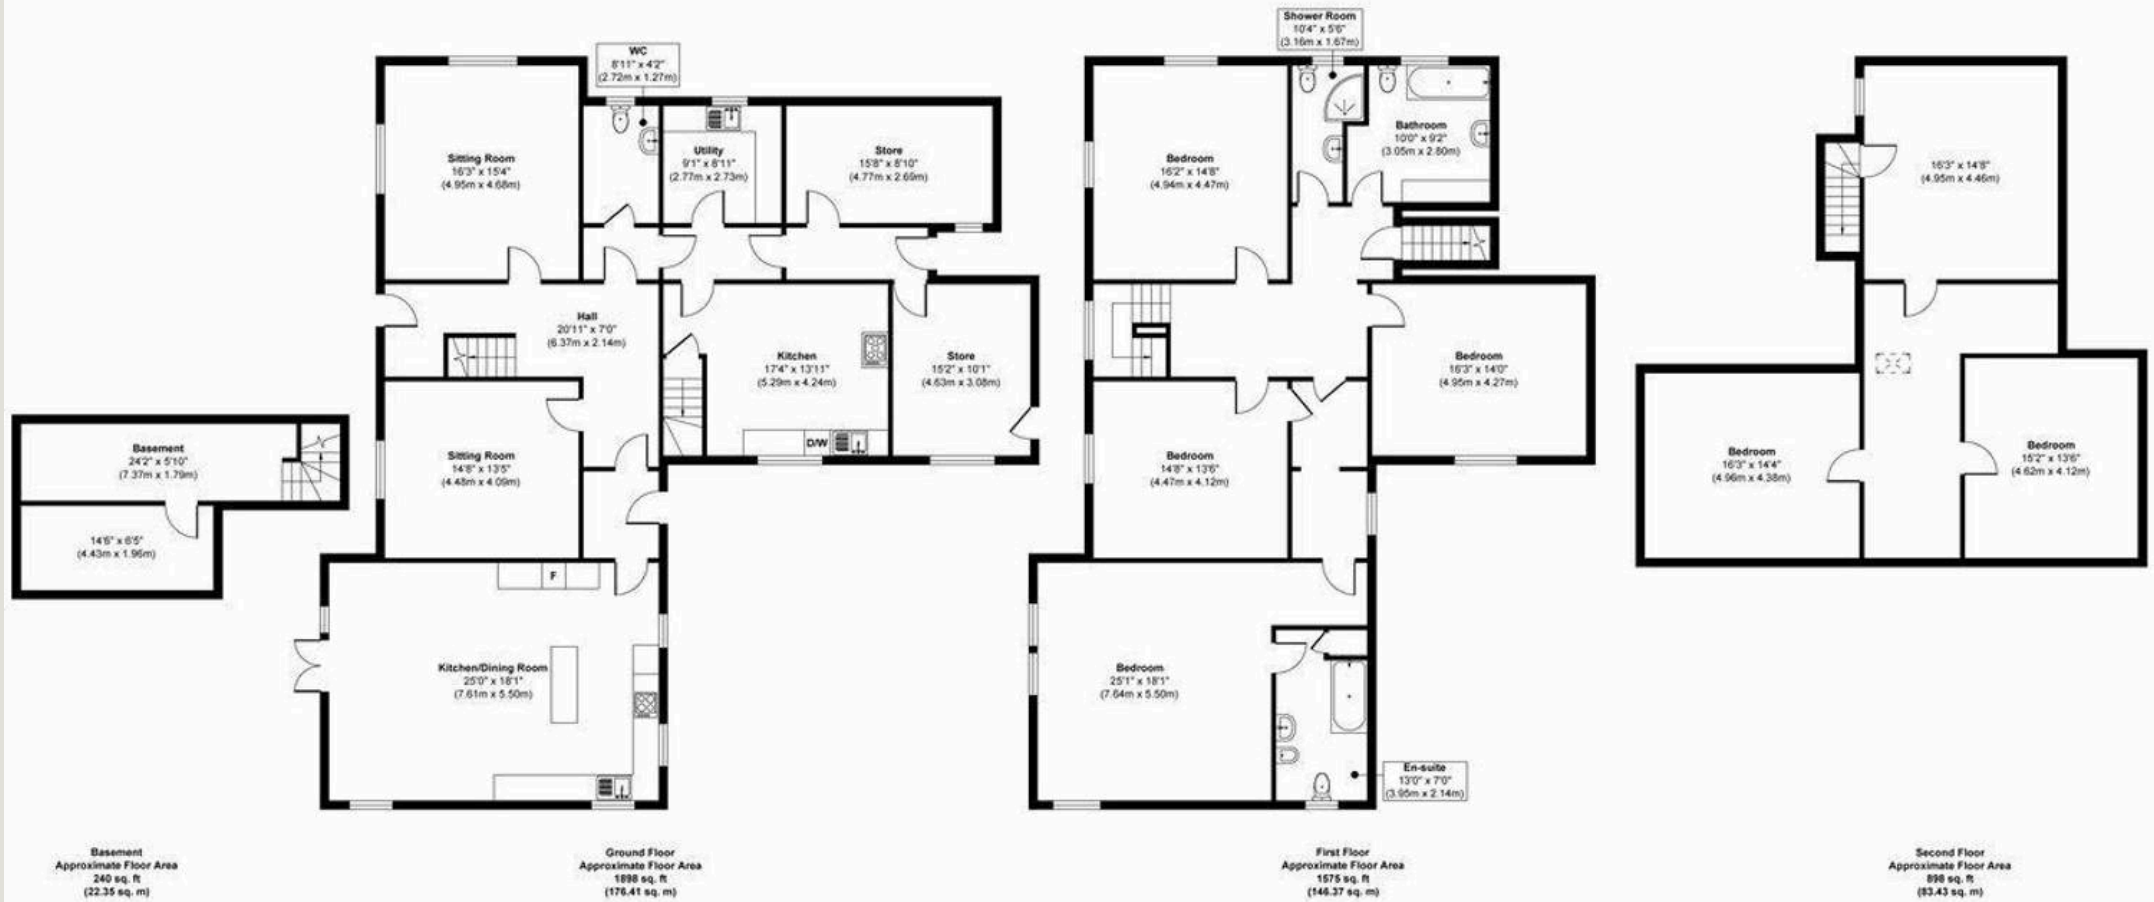 Basement
24'2" x 5'10"
(7.37m x 1.79m)
14'6" x 6'5"
(4.43m x 1.96m)
Basement
Approximate Floor Area
240 sq. ft
(22.35 sq. m)
WC
8'11" x 4'2"
(2.72m x 1.27m)
Sitting Room
16'3" x 15'4"
(4.95m x 4.68m)
Utility
9'1" x 8'11"
(2.77m x 2.73m)
Store
15'8" x 8'10"
(4.77m x 2.69m)
Hall
20'11" x 7'0"
(6.37m x 2.14m)
Kitchen
17'4" x 13'11"
(5.29m x 4.24m)
D/W
Store
15'2" x 10'1"
(4.63m x 3.08m)
Sitting Room
14'8" x 13'5"
(4.48m x 4.09m)
F
Kitchen/Dining Room
25'0" x 18'1"
(7.61m x 5.50m)
Ground Floor
Approximate Floor Area
1898 sq. ft
(176.41 sq. m)
Shower Room
10'4" x 5'6"
(3.16m x 1.67m)
Bedroom
16'2" x 14'8"
(4.94m x 4.47m)
Bathroom
10'0" x 9'2"
(3.05m x 2.80m)
Bedroom
16'3" x 14'0"
(4.95m x 4.27m)
Bedroom
14'8" x 13'6"
(4.47m x 4.12m)
Bedroom
25'1" x 18'1"
(7.64m x 5.50m)
En-suite
13'0" x 7'0"
(3.95m x 2.14m)
First Floor
Approximate Floor Area
1575 sq. ft
(146.37 sq. m)
16'3" x 14'8"
(4.95m x 4.46m)
Bedroom
16'3" x 14'4"
(4.96m x 4.38m)
Bedroom
15'2" x 13'6"
(4.62m x 4.12m)
Second Floor
Approximate Floor Area
898 sq. ft
(83.43 sq. m)